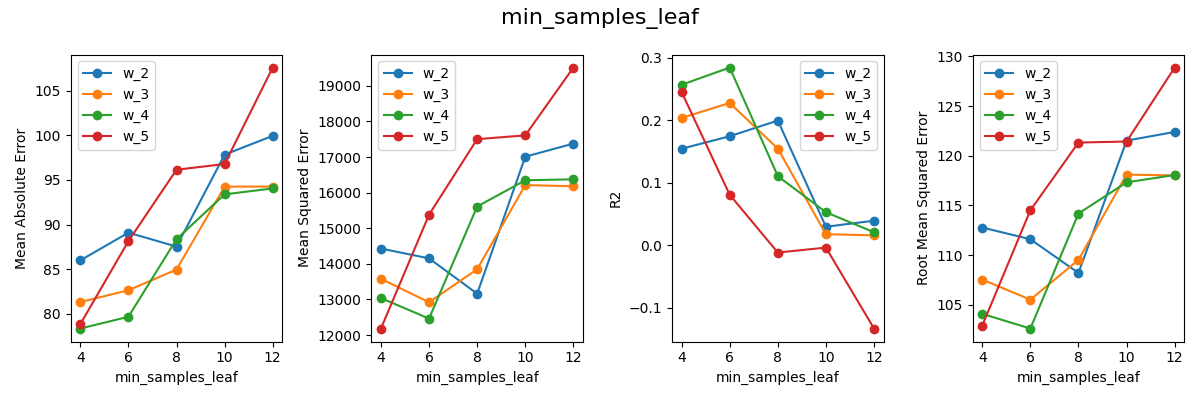 min_samples_leaf
Mean Absolute Error
105
100
95
90
85
80
w_2
w_3
w_4
w_5
4 6 8 10 12
min_samples_leaf
Mean Squared Error
19000
18000
17000
16000
15000
14000
13000
12000
w_2
w_3
w_4
w_5
4 6 8 10 12
min_samples_leaf
R2
0.3
0.2
0.1
0.0
−0.1
w_2
w_3
w_4
w_5
4 6 8 10 12
min_samples_leaf
Root Mean Squared Error
130
125
120
115
110
105
w_2
w_3
w_4
w_5
4 6 8 10 12
min_samples_leaf